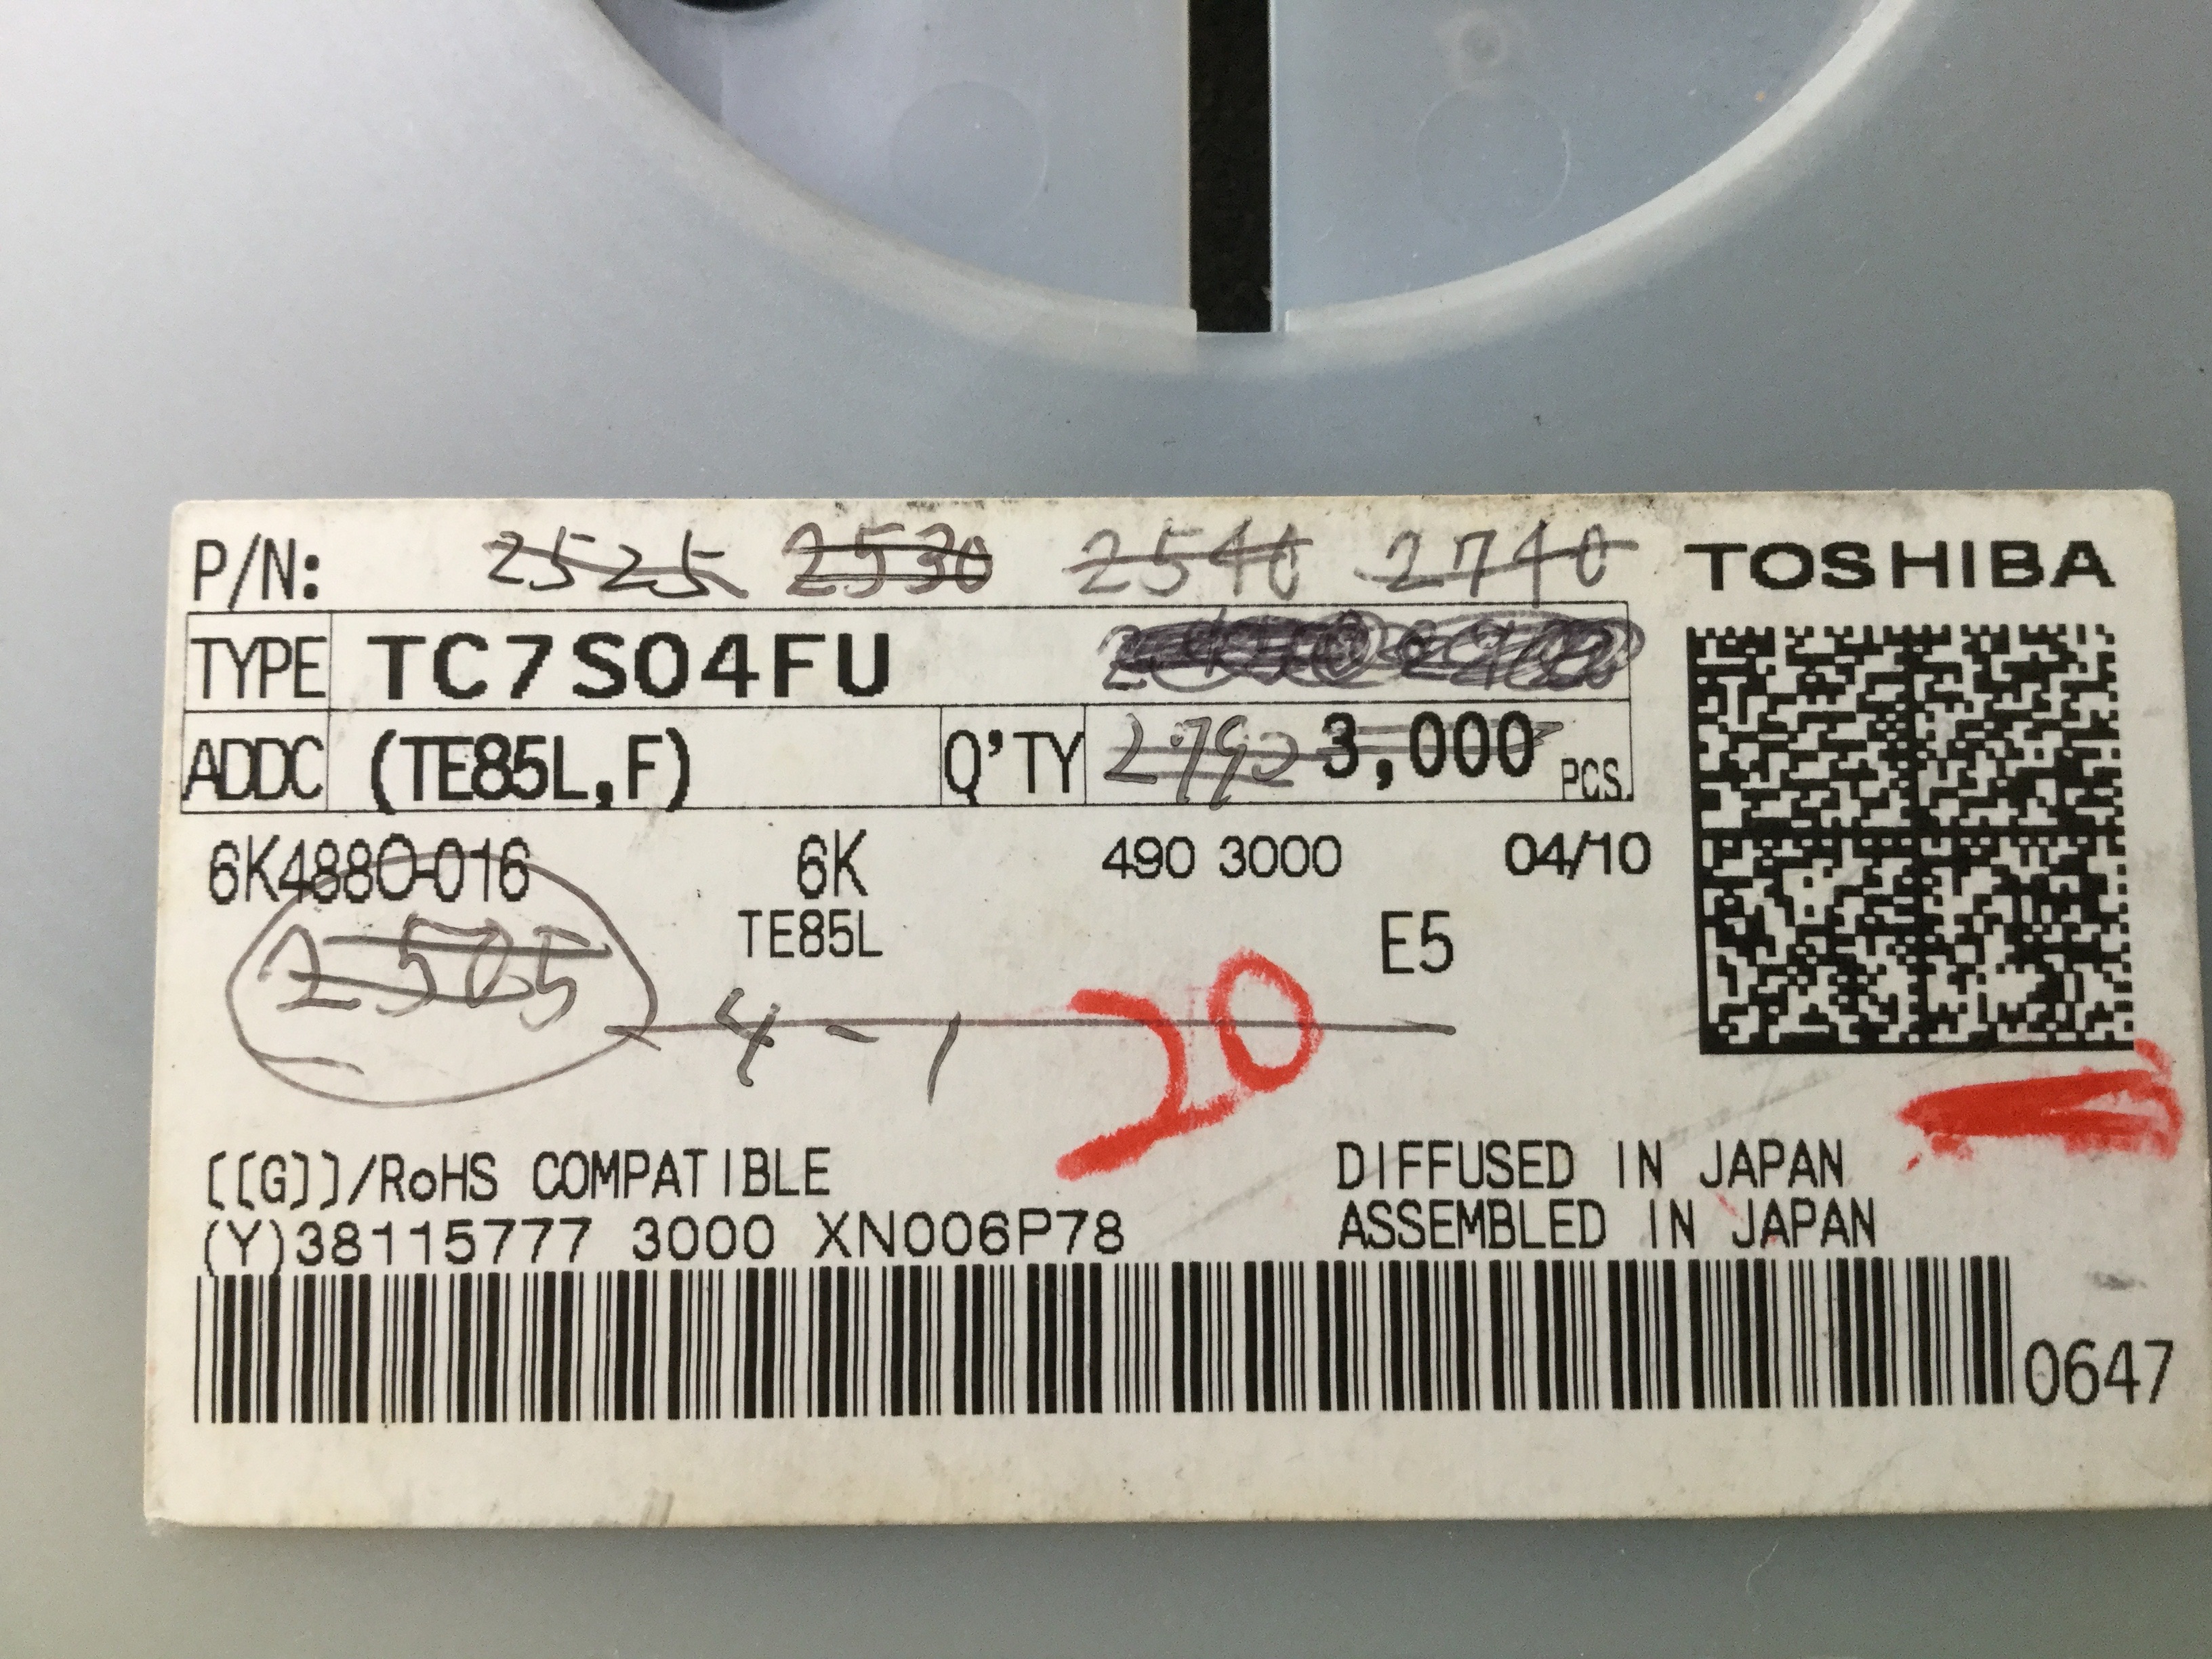 P/N: 2525 2530 2540 2740 TOSHIBA
TYPE TC7S04FU
ADDC (TE85L,F) Q'TY 2792 3,000 PCS.
6K4880-016 6K 490 3000 04/10
2505 TE85L E5
4-1 20
[[G]]/RoHS COMPATIBLE DIFFUSED IN JAPAN
(Y)38115777 3000 XN006P78 ASSEMBLED IN JAPAN
0647